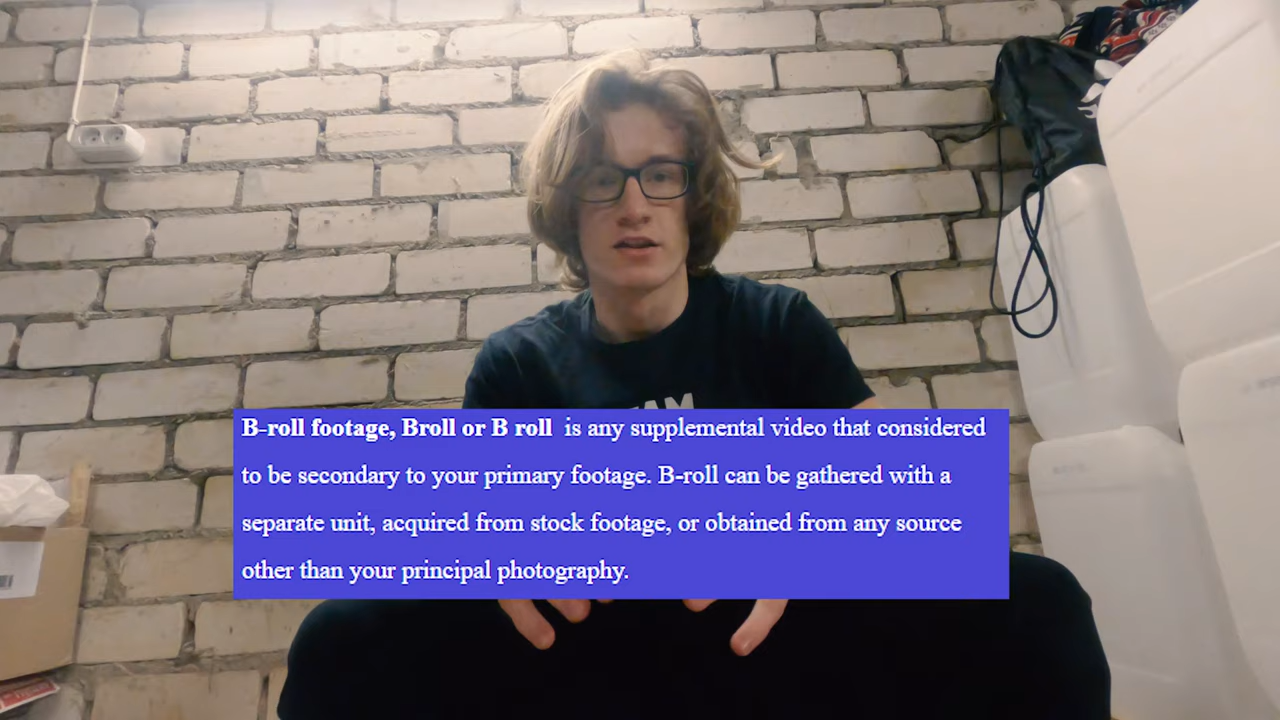 AM
B-roll footage, Broll or B roll is any supplemental video that considered
to be secondary to your primary footage. B-roll can be gathered with a
separate unit, acquired from stock footage, or obtained from any source
other than your principal photography.